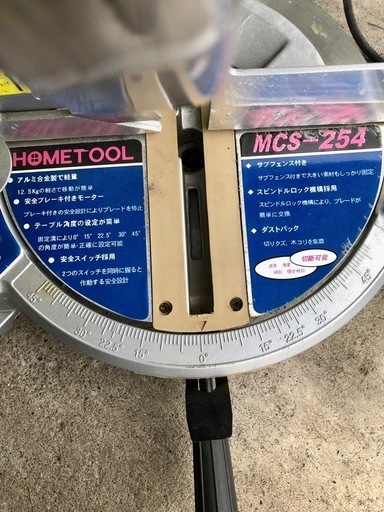 HOMETOOL
● アルミ合金製で軽量
12.5Kgの軽さで移動が簡単
● 安全ブレーキ付きモーター
ブレーキ付きの安全設計によりブレードを停止
● テーブル角度の設定が簡単
固定溝により0° 15° 22.5° 30° 45°
の角度が簡単・正確に設定可能
● 安全スイッチ採用
2つのスイッチを同時に握ると
作動する安全設計
MCS-254
● サブフェンス付き
サブフェンス付きで大きい素材もしっかり固定
● スピンドルロック機構採用
スピンドルロック機構により、ブレードが
簡単に交換
● ダストバック
切りクズ、木コリを集塵
切断可能
45° 30° 22.5° 15° 0° 15° 22.5° 30° 45°